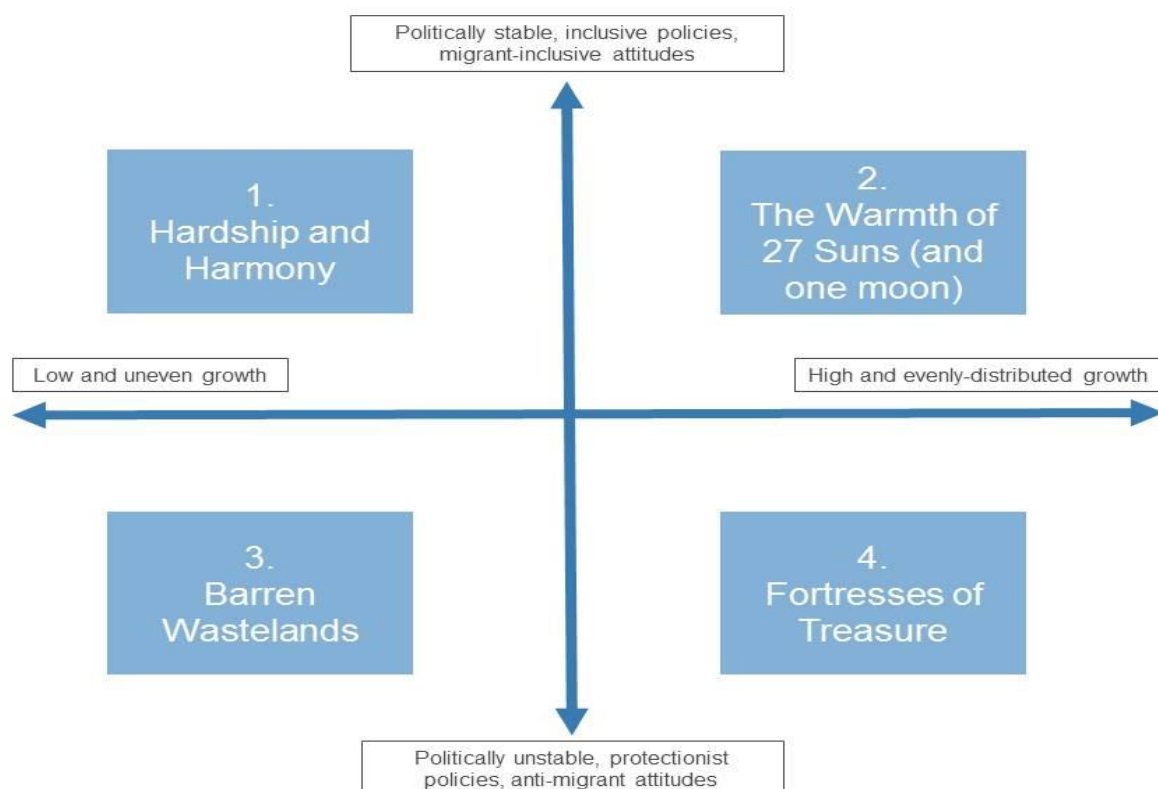 Politically stable, inclusive policies,
migrant-inclusive attitudes
1.
Hardship and
Harmony
2.
The Warmth of
27 Suns (and
one moon)
Low and uneven growth
High and evenly-distributed growth
3.
Barren
Wastelands
4.
Fortresses of
Treasure
Politically unstable, protectionist
policies, anti-migrant attitudes